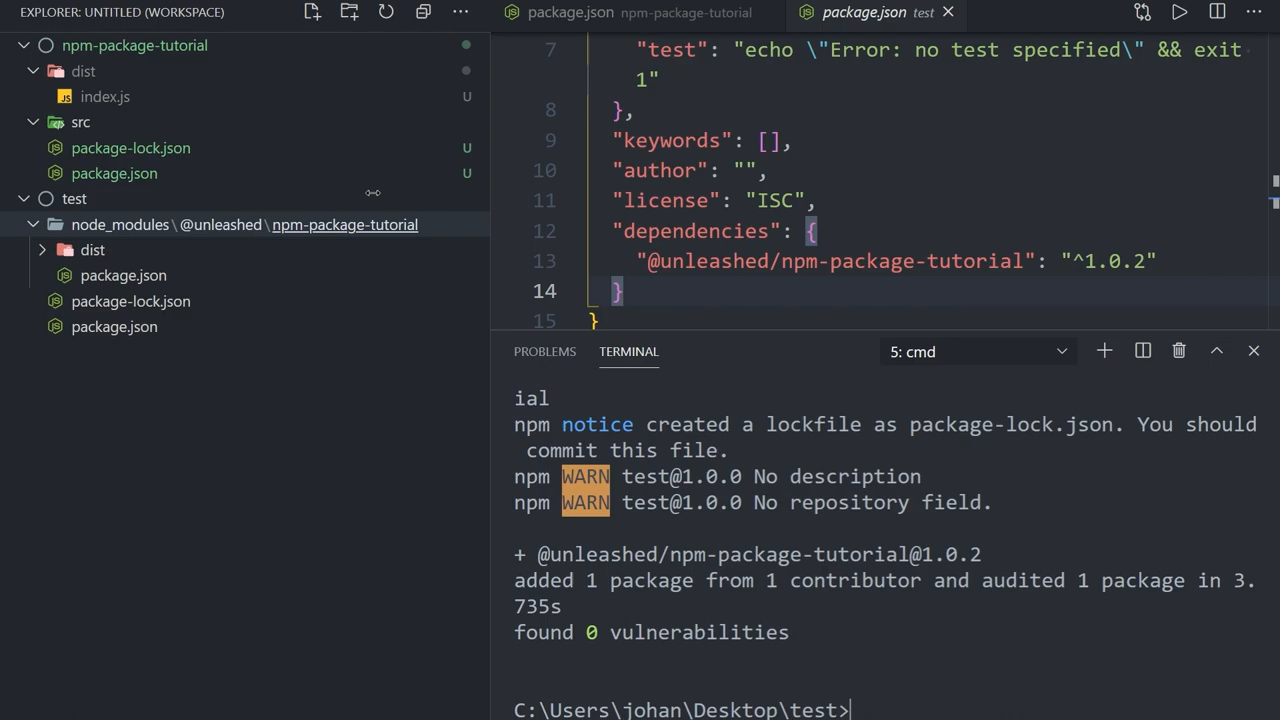 EXPLORER: UNTITLED (WORKSPACE)
npm-package-tutorial
dist
index.js U
src
package-lock.json U
package.json U
test
node_modules\@unleashed\npm-package-tutorial
dist
package.json
package-lock.json
package.json
package.json npm-package-tutorial
package.json test
7 "test": "echo \"Error: no test specified\" && exit
1"
8 },
9 "keywords": [],
10 "author": "",
11 "license": "ISC",
12 "dependencies": {
13 "@unleashed/npm-package-tutorial": "^1.0.2"
14 }
15 }
PROBLEMS TERMINAL 5: cmd
ial
npm notice created a lockfile as package-lock.json. You should
commit this file.
npm WARN test@1.0.0 No description
npm WARN test@1.0.0 No repository field.
+ @unleashed/npm-package-tutorial@1.0.2
added 1 package from 1 contributor and audited 1 package in 3.
735s
found 0 vulnerabilities
C:\Users\johan\Desktop\test>